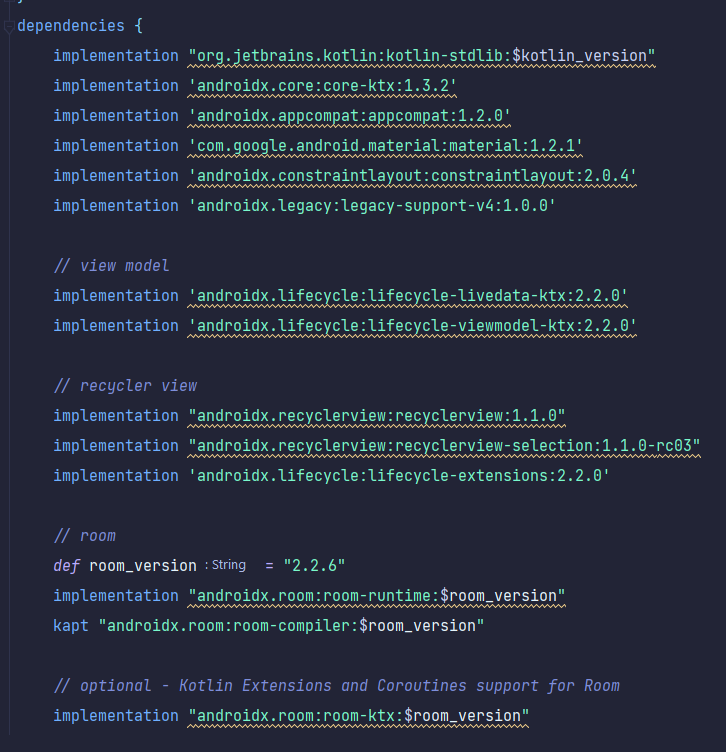 dependencies {
implementation "org.jetbrains.kotlin:kotlin-stdlib:$kotlin_version"
implementation 'androidx.core:core-ktx:1.3.2'
implementation 'androidx.appcompat:appcompat:1.2.0'
implementation 'com.google.android.material:material:1.2.1'
implementation 'androidx.constraintlayout:constraintlayout:2.0.4'
implementation 'androidx.legacy:legacy-support-v4:1.0.0'
// view model
implementation 'androidx.lifecycle:lifecycle-livedata-ktx:2.2.0'
implementation 'androidx.lifecycle:lifecycle-viewmodel-ktx:2.2.0'
// recycler view
implementation "androidx.recyclerview:recyclerview:1.1.0"
implementation "androidx.recyclerview:recyclerview-selection:1.1.0-rc03"
implementation 'androidx.lifecycle:lifecycle-extensions:2.2.0'
// room
def room_version : String = "2.2.6"
implementation "androidx.room:room-runtime:$room_version"
kapt "androidx.room:room-compiler:$room_version"
// optional - Kotlin Extensions and Coroutines support for Room
implementation "androidx.room:room-ktx:$room_version"